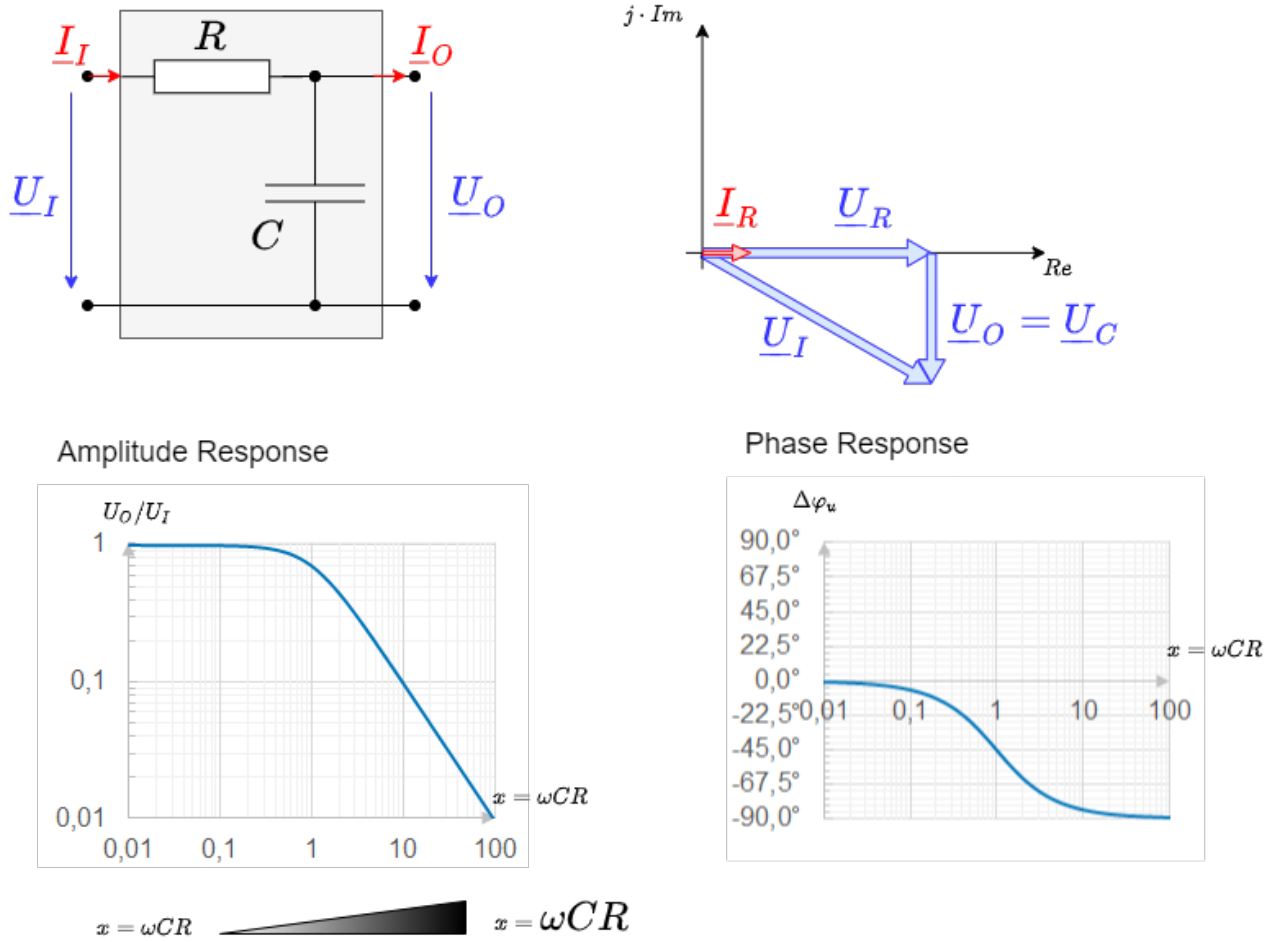 I_I
R
I_O
U_I
C
U_O
j · Im
I_R
U_R
Re
U_I
U_O = U_C
Amplitude Response
U_O/U_I
1
0,1
0,01
x = ωCR
0,01 0,1 1 10 100
x = ωCR
x = ωCR
Phase Response
Δφ_u
90,0°
67,5°
45,0°
22,5°
x = ωCR
0,0°
-22,5°
0,01 0,1 1 10 100
-45,0°
-67,5°
-90,0°